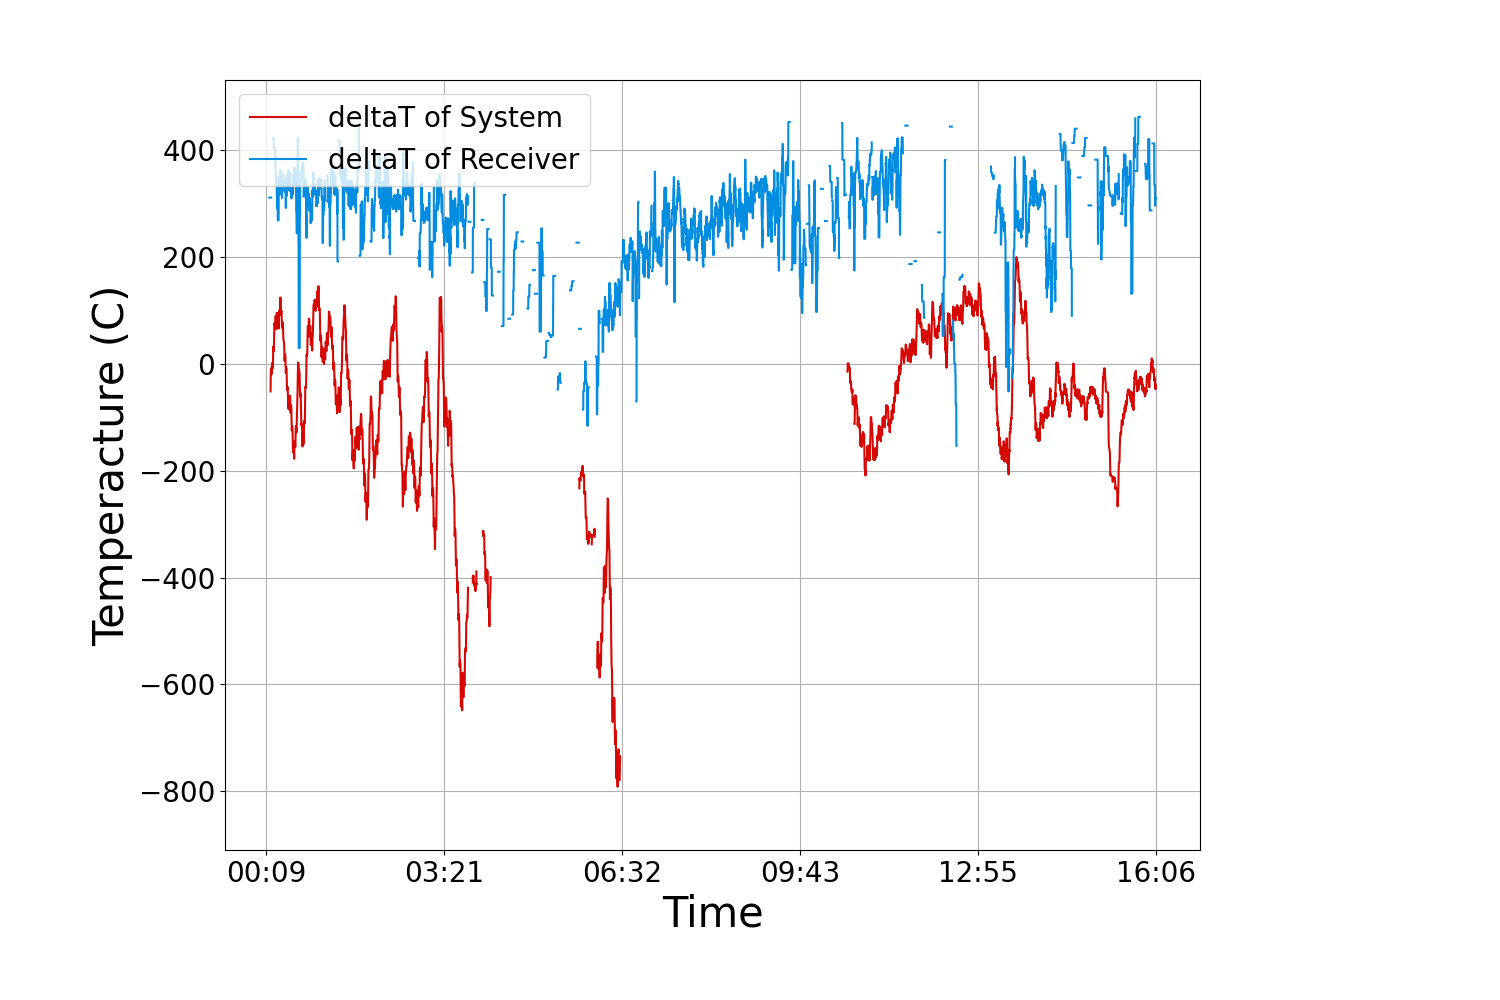 deltaT of System
deltaT of Receiver
400
200
0
−200
−400
−600
−800
Temperacture (C)
00:09 03:21 06:32 09:43 12:55 16:06
Time